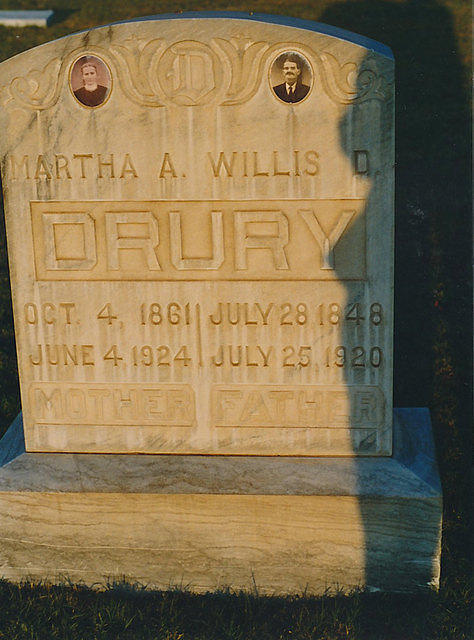 D
MARTHA A. WILLIS D.
DRURY
OCT. 4, 1861 JULY 28 1848
JUNE 4, 1924 JULY 25, 1920
MOTHER FATHER